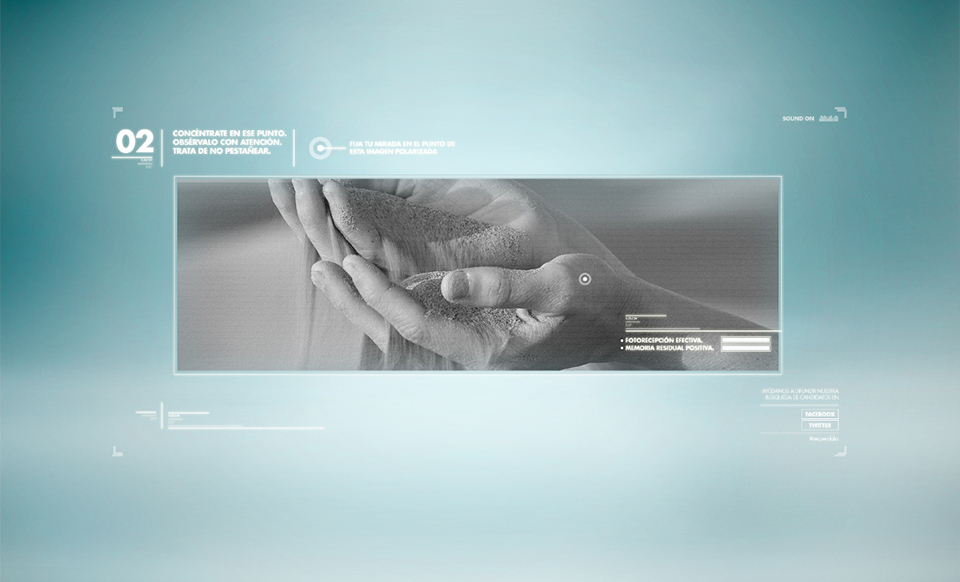 SOUND ON
02
CONCÉNTRATE EN ESE PUNTO.
OBSÉRVALO CON ATENCIÓN.
TRATA DE NO PESTAÑEAR.
FIJA TU MIRADA EN EL PUNTO DE
ESTA IMAGEN POLARIZADA
• FOTORECEPCIÓN EFECTIVA.
• MEMORIA RESIDUAL POSITIVA.
AYÚDANOS A DIFUNDIR NUESTRA
BÚSQUEDA DE CANDIDATOS EN
FACEBOOK
TWITTER